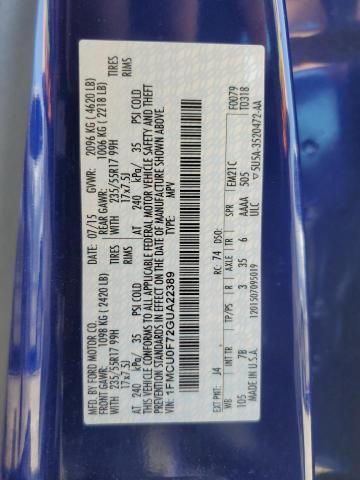 MFD. BY FORD MOTOR CO.
DATE: 07/15 GVWR: 2096 KG ( 4620 LB)
FRONT GAWR: 1098 KG ( 2420 LB) REAR GAWR: 1006 KG ( 2218 LB)
WITH 235/55R17 99H TIRES WITH 235/55R17 99H TIRES
17x7.5J RIMS 17x7.5J RIMS
AT 240 kPa/ 35 PSI COLD AT 240 kPa/ 35 PSI COLD
THIS VEHICLE CONFORMS TO ALL APPLICABLE FEDERAL MOTOR VEHICLE SAFETY AND THEFT
PREVENTION STANDARDS IN EFFECT ON THE DATE OF MANUFACTURE SHOWN ABOVE.
VIN: 1FMCU0F72GUA22389
TYPE: MPV
F0079
T0318
EXT PNT: J4 RC: 74 DSO:
WB INT TR TP/PS R AXLE TR SPR EM21C
105 7B 3 35 6 AAAA 505
MADE IN U.S.A. 1201507095019 ULC 5U5A-3520472-AA